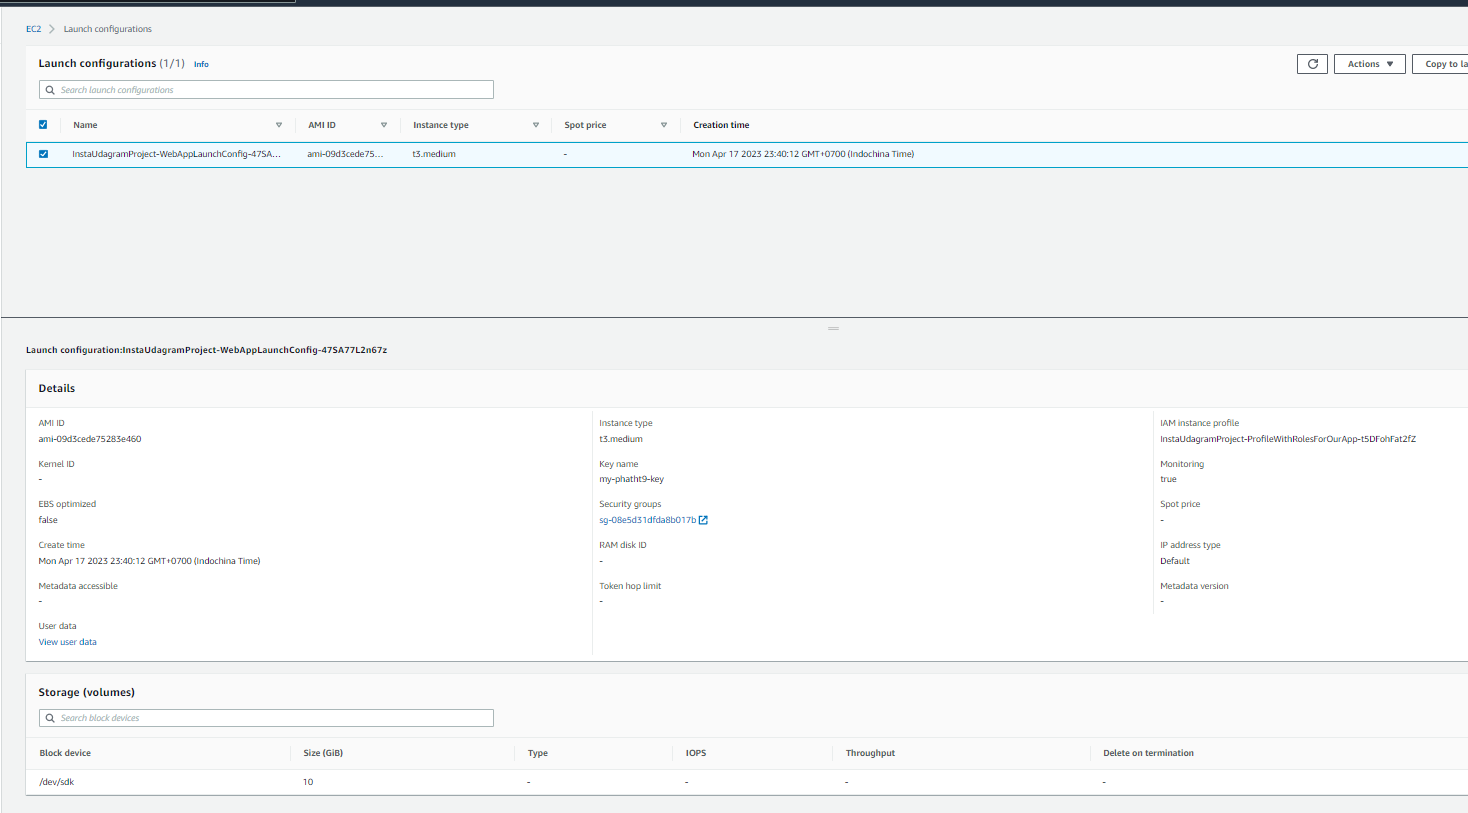 EC2 > Launch configurations
Launch configurations (1/1) Info
Actions ▼ Copy to la
Search launch configurations
Name AMI ID Instance type Spot price Creation time
InstaUdagramProject-WebAppLaunchConfig-47SA... ami-09d3cede75... t3.medium - Mon Apr 17 2023 23:40:12 GMT+0700 (Indochina Time)
Launch configuration:InstaUdagramProject-WebAppLaunchConfig-47SA77L2n67z
Details
AMI ID Instance type IAM instance profile
ami-09d3cede75283e460 t3.medium InstaUdagramProject-ProfileWithRolesForOurApp-t5DFohFat2fZ
Kernel ID Key name Monitoring
- my-phatht9-key true
EBS optimized Security groups Spot price
false sg-08e5d31dfda8b017b -
Create time RAM disk ID IP address type
Mon Apr 17 2023 23:40:12 GMT+0700 (Indochina Time) - Default
Metadata accessible Token hop limit Metadata version
- - -
User data
View user data
Storage (volumes)
Search block devices
Block device Size (GiB) Type IOPS Throughput Delete on termination
/dev/sdk 10 - - - -